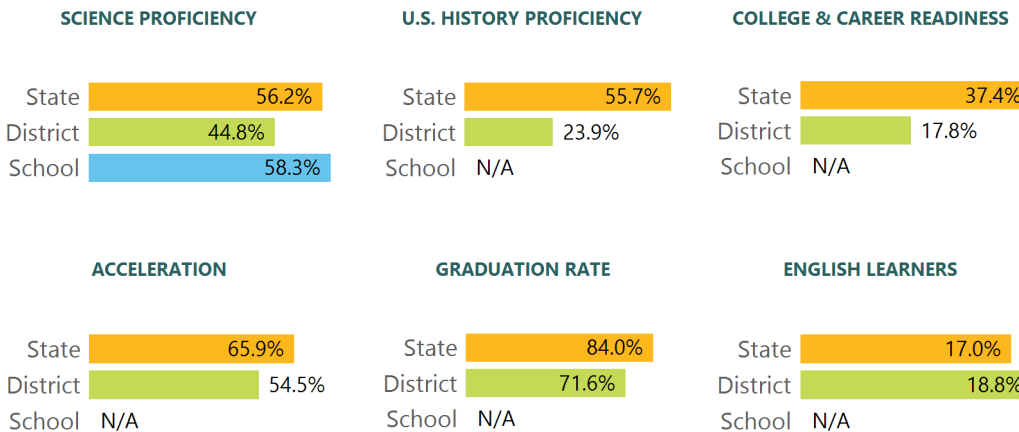 SCIENCE PROFICIENCY
State 56.2%
District 44.8%
School 58.3%
U.S. HISTORY PROFICIENCY
State 55.7%
District 23.9%
School N/A
COLLEGE & CAREER READINESS
State 37.4%
District 17.8%
School N/A
ACCELERATION
State 65.9%
District 54.5%
School N/A
GRADUATION RATE
State 84.0%
District 71.6%
School N/A
ENGLISH LEARNERS
State 17.0%
District 18.8%
School N/A